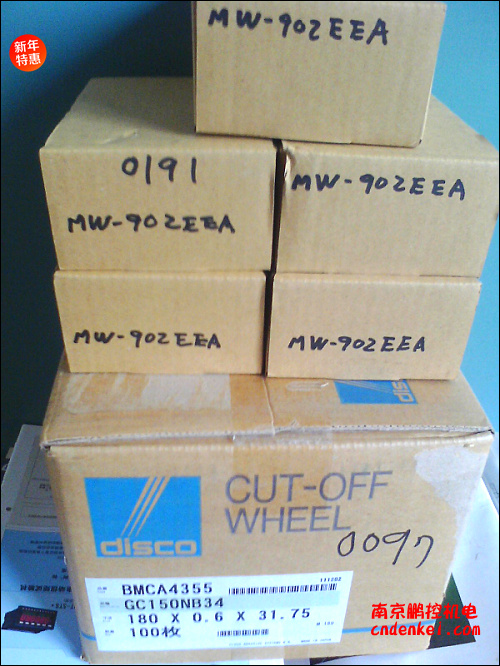 新年
特惠
MW-902EEA
0191
MW-902EEA
MW-902EEA
MW-902EEA
MW-902EEA
CUT-OFF
WHEEL
disco
0097
BMCA4355
GC150NB34
180 X 0.6 X 31.75
100枚
南京鹏控机电
cndenkei.com